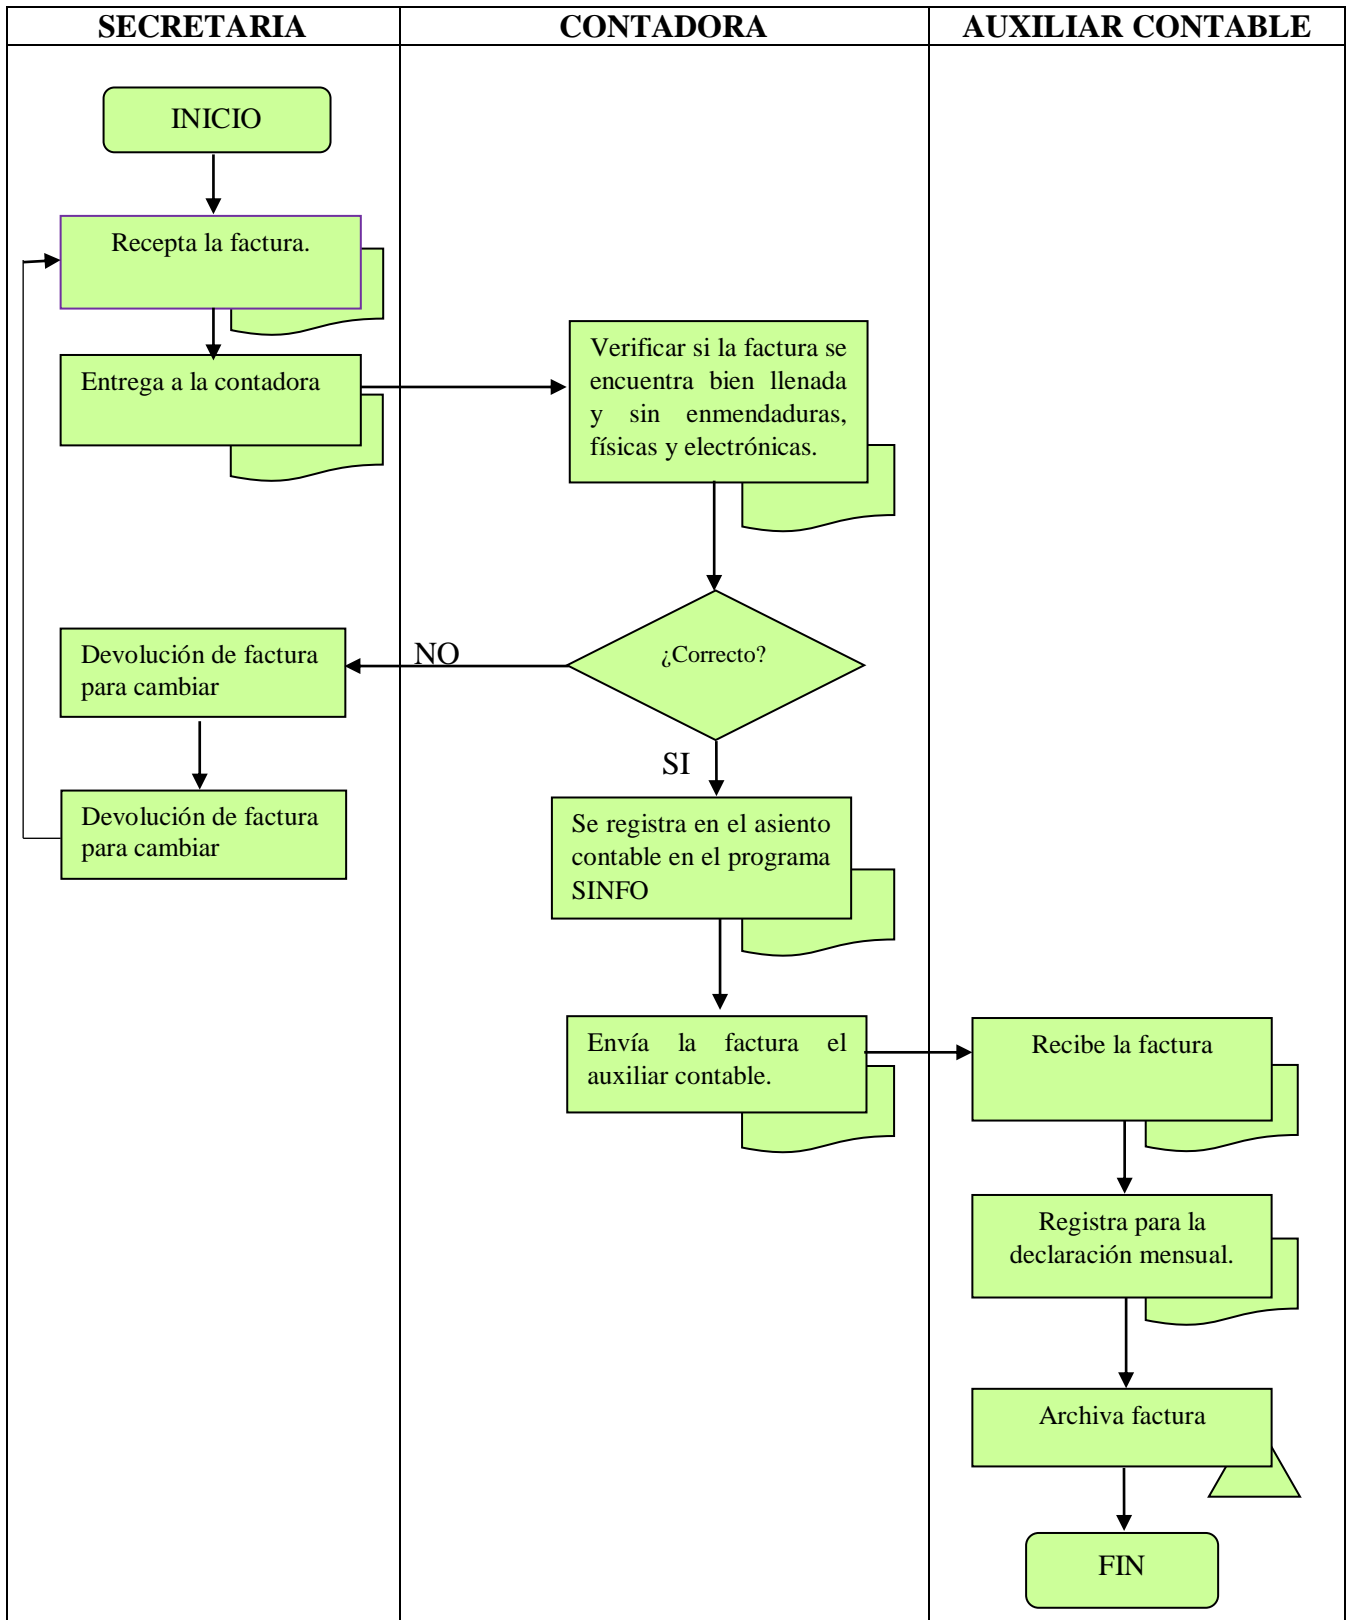 SECRETARIA
CONTADORA
AUXILIAR CONTABLE
INICIO
Recepta la factura.
Entrega a la contadora
Verificar si la factura se
encuentra bien llenada
y sin enmendaduras,
físicas y electrónicas.
¿Correcto?
NO
Devolución de factura
para cambiar
Devolución de factura
para cambiar
SI
Se registra en el asiento
contable en el programa
SINFO
Envía la factura el
auxiliar contable.
Recibe la factura
Registra para la
declaración mensual.
Archiva factura
FIN